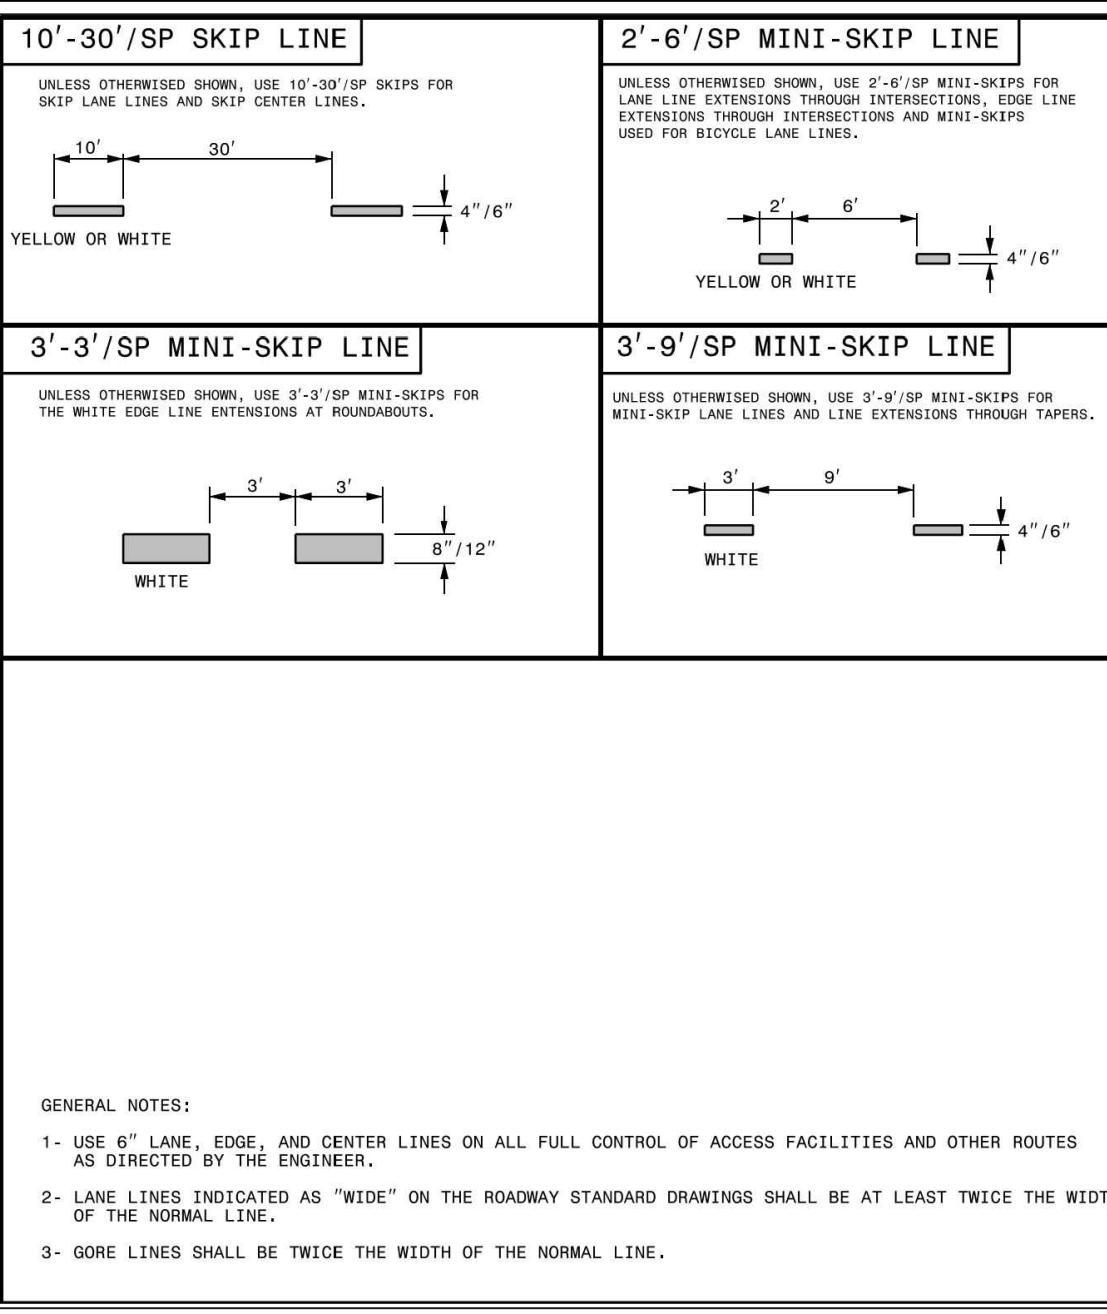 10'-30'/SP SKIP LINE
UNLESS OTHERWISED SHOWN, USE 10'-30'/SP SKIPS FOR
SKIP LANE LINES AND SKIP CENTER LINES.
10'
30'
4"/6"
YELLOW OR WHITE
2'-6'/SP MINI-SKIP LINE
UNLESS OTHERWISED SHOWN, USE 2'-6'/SP MINI-SKIPS FOR
LANE LINE EXTENSIONS THROUGH INTERSECTIONS, EDGE LINE
EXTENSIONS THROUGH INTERSECTIONS AND MINI-SKIPS
USED FOR BICYCLE LANE LINES.
2'
6'
4"/6"
YELLOW OR WHITE
3'-3'/SP MINI-SKIP LINE
UNLESS OTHERWISED SHOWN, USE 3'-3'/SP MINI-SKIPS FOR
THE WHITE EDGE LINE ENTENSIONS AT ROUNDABOUTS.
3'
3'
8"/12"
WHITE
3'-9'/SP MINI-SKIP LINE
UNLESS OTHERWISED SHOWN, USE 3'-9'/SP MINI-SKIPS FOR
MINI-SKIP LANE LINES AND LINE EXTENSIONS THROUGH TAPERS.
3'
9'
4"/6"
WHITE
GENERAL NOTES:
1- USE 6" LANE, EDGE, AND CENTER LINES ON ALL FULL CONTROL OF ACCESS FACILITIES AND OTHER ROUTES
AS DIRECTED BY THE ENGINEER.
2- LANE LINES INDICATED AS "WIDE" ON THE ROADWAY STANDARD DRAWINGS SHALL BE AT LEAST TWICE THE WIDT
OF THE NORMAL LINE.
3- GORE LINES SHALL BE TWICE THE WIDTH OF THE NORMAL LINE.